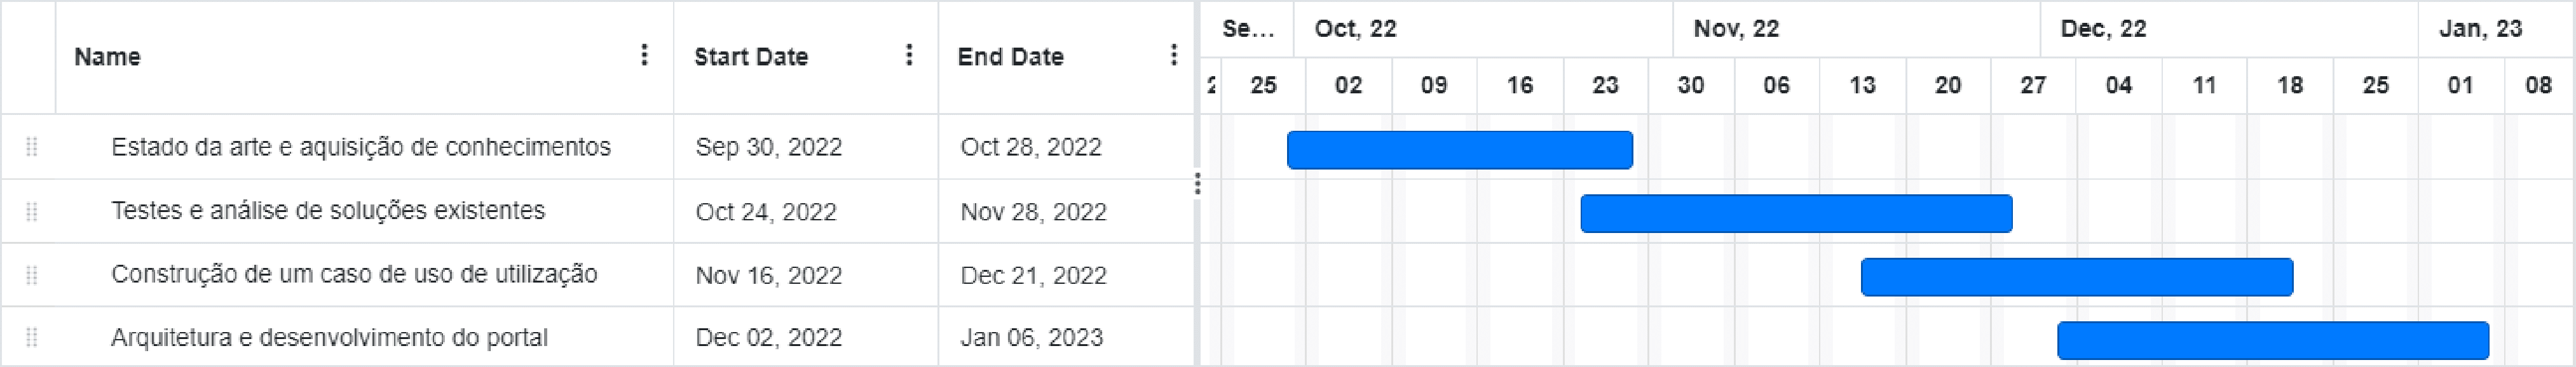 Se... Oct, 22 Nov, 22 Dec, 22 Jan, 23
Name Start Date End Date
25 02 09 16 23 30 06 13 20 27 04 11 18 25 01 08
Estado da arte e aquisição de conhecimentos Sep 30, 2022 Oct 28, 2022
Testes e análise de soluções existentes Oct 24, 2022 Nov 28, 2022
Construção de um caso de uso de utilização Nov 16, 2022 Dec 21, 2022
Arquitetura e desenvolvimento do portal Dec 02, 2022 Jan 06, 2023